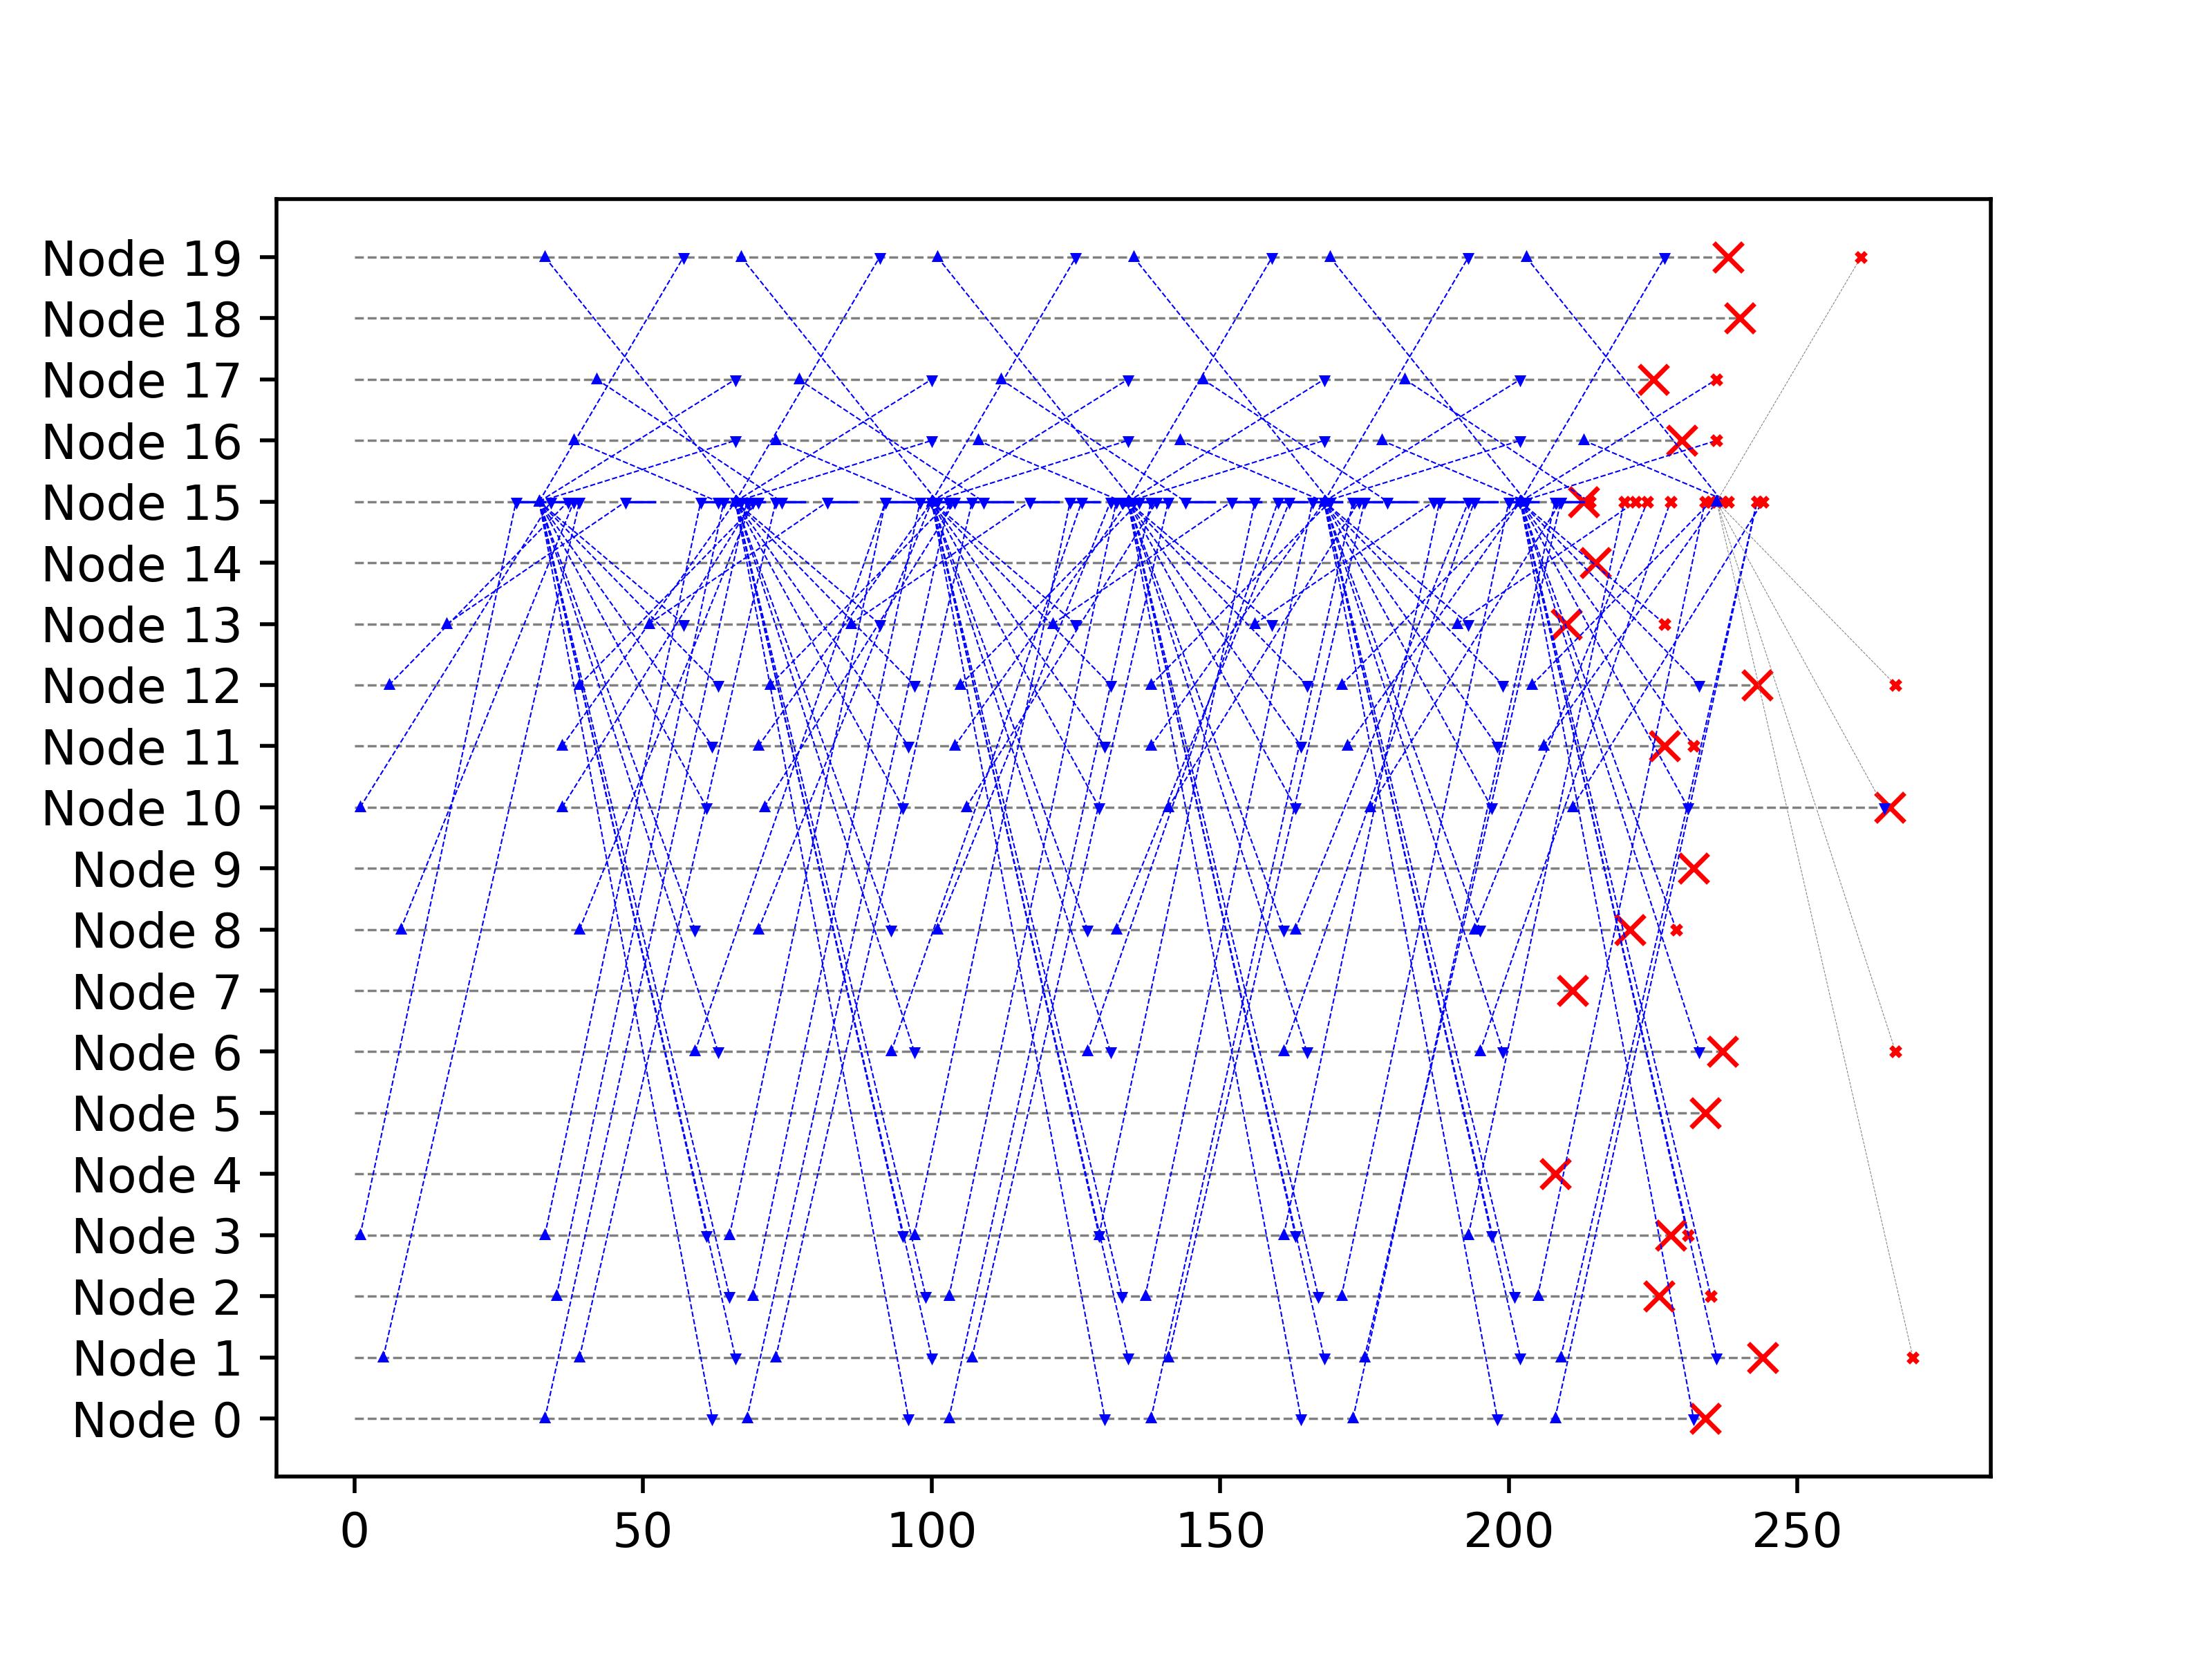 Node 19
Node 18
Node 17
Node 16
Node 15
Node 14
Node 13
Node 12
Node 11
Node 10
Node 9
Node 8
Node 7
Node 6
Node 5
Node 4
Node 3
Node 2
Node 1
Node 0
0 50 100 150 200 250